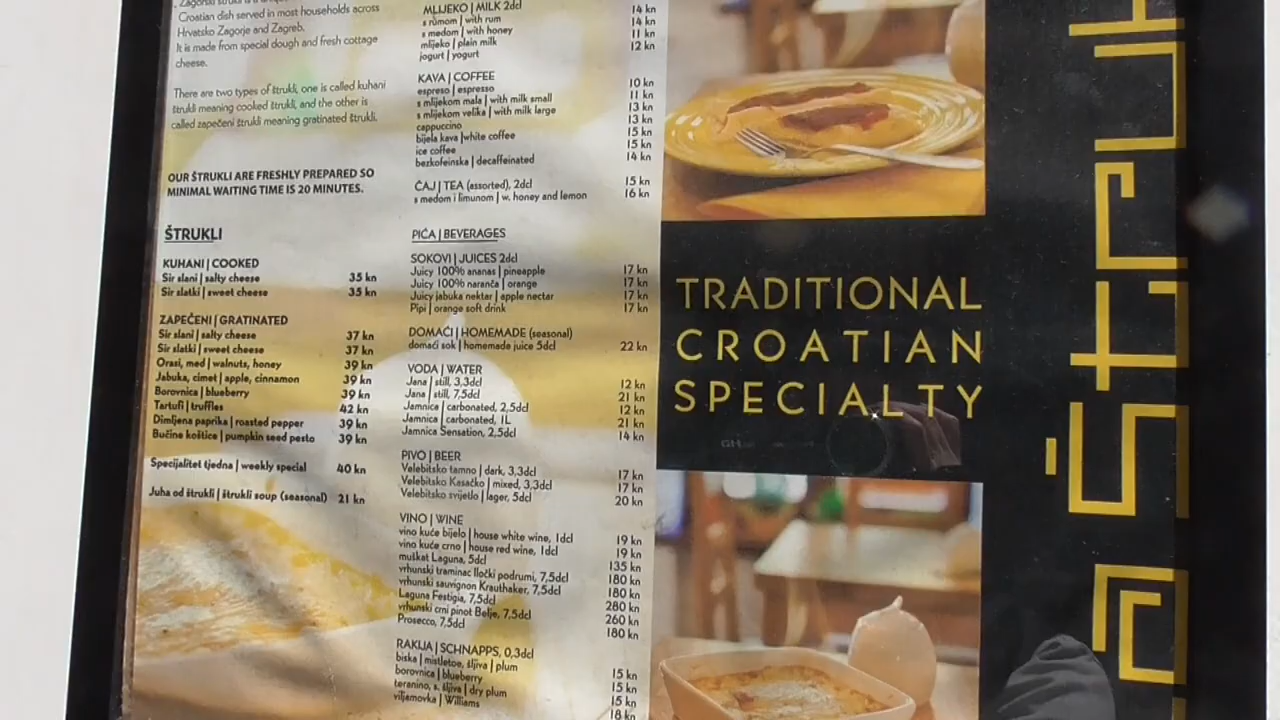 Croatian dish served in most households across
Hrvatsko Zagorje and Zagreb.
It is made from special dough and fresh cottage
cheese.
There are two types of štrukli, one is called kuhani
štrukli meaning cooked štrukli, and the other is
called zapečeni štrukli meaning gratinated štrukli.
OUR ŠTRUKLI ARE FRESHLY PREPARED SO
MINIMAL WAITING TIME IS 20 MINUTES.
ŠTRUKLI
KUHANI | COOKED
Sir slani | salty cheese 35 kn
Sir slatki | sweet cheese 35 kn
ZAPEČENI | GRATINATED
Sir slani | salty cheese 37 kn
Sir slatki | sweet cheese 37 kn
Orasi, med | walnuts, honey 39 kn
Jabuka, cimet | apple, cinnamon 39 kn
Borovnica | blueberry 39 kn
Tartufi | truffles 42 kn
Dimljena paprika | roasted pepper 39 kn
Bučine koštice | pumpkin seed pesto 39 kn
Specijalitet tjedna | weekly special 40 kn
Juha od štrukli | štrukli soup (seasonal) 21 kn
MLIJEKO | MILK 2dcl
s rumom | with rum 14 kn
s medom | with honey 14 kn
mlijeko | plain milk 11 kn
jogurt | yogurt 12 kn
KAVA | COFFEE
espreso | espresso 10 kn
s mlijekom mala | with milk small 11 kn
s mlijekom velika | with milk large 13 kn
cappuccino 13 kn
bijela kava | white coffee 15 kn
ice coffee 15 kn
bezkofeinska | decaffeinated 14 kn
ČAJ | TEA (assorted), 2dcl 15 kn
s medom i limunom | w. honey and lemon 16 kn
PIĆA | BEVERAGES
SOKOVI | JUICES 2dcl
Juicy 100% ananas | pineapple 17 kn
Juicy 100% naranča | orange 17 kn
Juicy jabuka nektar | apple nectar 17 kn
Pipi | orange soft drink 17 kn
DOMAĆI | HOMEMADE (seasonal)
domaći sok | homemade juice 5dcl 22 kn
VODA | WATER
Jana | still, 3,3dcl 12 kn
Jana | still, 7,5dcl 21 kn
Jamnica | carbonated, 2,5dcl 12 kn
Jamnica | carbonated, 1L 21 kn
Jamnica Sensation, 2,5dcl 14 kn
PIVO | BEER
Velebitsko tamno | dark, 3,3dcl 17 kn
Velebitsko Kasačko | mixed, 3,3dcl 17 kn
Velebitsko svijetlo | lager, 5dcl 20 kn
VINO | WINE
vino kuće bijelo | house white wine, 1dcl 19 kn
vino kuće crno | house red wine, 1dcl 19 kn
muškat Laguna, 5dcl 135 kn
vrhunski traminac Iločki podrumi, 7,5dcl 180 kn
vrhunski sauvignon Krauthaker, 7,5dcl 180 kn
Laguna Festigia, 7,5dcl 280 kn
vrhunski crni pinot Belje, 7,5dcl 260 kn
Prosecco, 7,5dcl 180 kn
RAKIJA | SCHNAPPS, 0,3dcl
biska | mistletoe, šljiva | plum 15 kn
borovnica | blueberry 15 kn
teranino, s. šljiva | dry plum 15 kn
viljamovka | Williams 18 kn
TRADITIONAL
CROATIAN
SPECIALTY